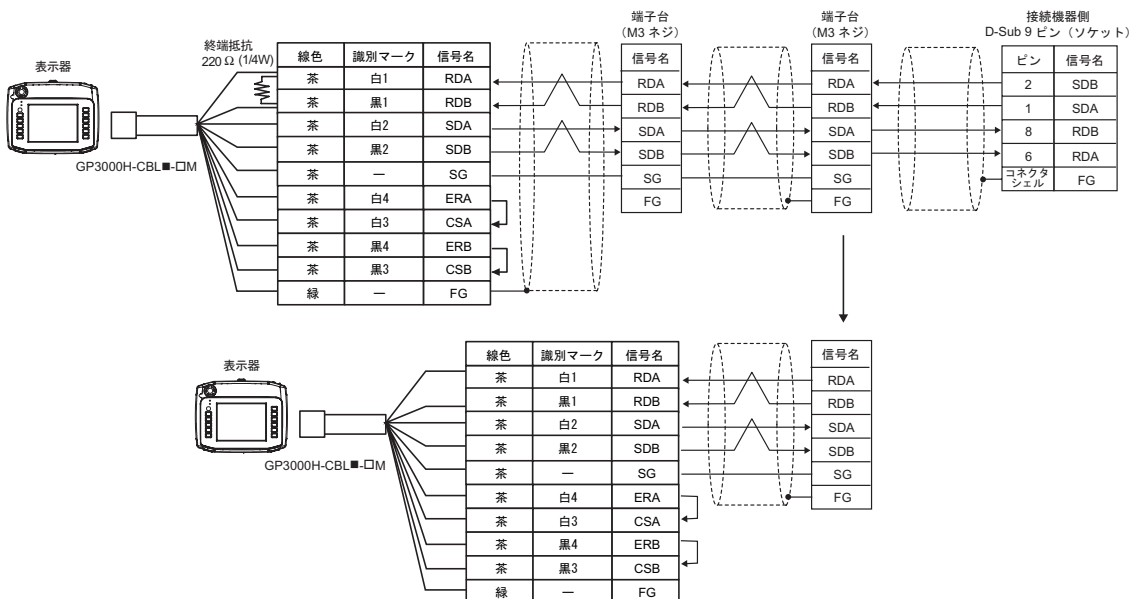 端子台
(M3 ネジ)
端子台
(M3 ネジ)
接続機器側
D-Sub 9 ピン（ソケット）
表示器
終端抵抗
220 Ω (1/4W)
GP3000H-CBL■-□M
線色 識別マーク 信号名
茶 白1 RDA
茶 黒1 RDB
茶 白2 SDA
茶 黒2 SDB
茶 － SG
茶 白4 ERA
茶 白3 CSA
茶 黒4 ERB
茶 黒3 CSB
緑 － FG
信号名
RDA
RDB
SDA
SDB
SG
FG
信号名
RDA
RDB
SDA
SDB
SG
FG
ピン 信号名
2 SDB
1 SDA
8 RDB
6 RDA
コネクタ
シェル FG
表示器
GP3000H-CBL■-□M
線色 識別マーク 信号名
茶 白1 RDA
茶 黒1 RDB
茶 白2 SDA
茶 黒2 SDB
茶 － SG
茶 白4 ERA
茶 白3 CSA
茶 黒4 ERB
茶 黒3 CSB
緑 － FG
信号名
RDA
RDB
SDA
SDB
SG
FG